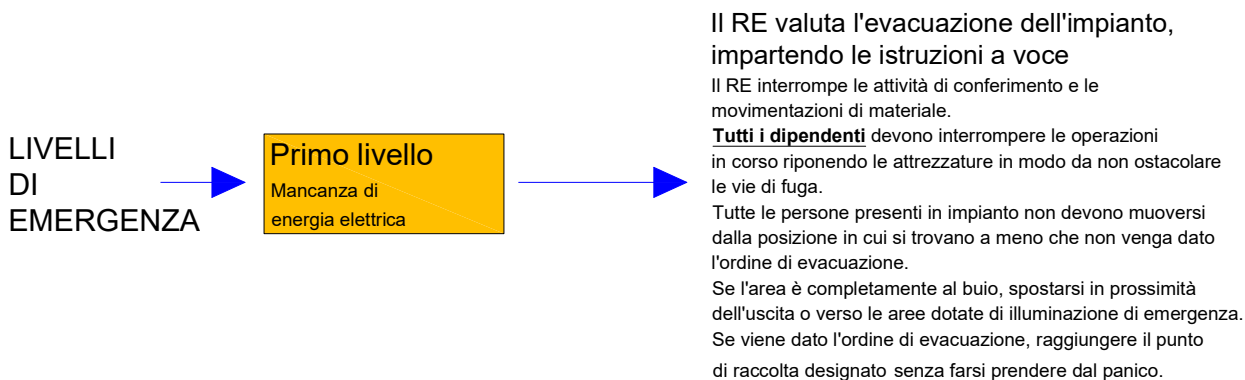 LIVELLI
DI
EMERGENZA
Primo livello
Mancanza di
energia elettrica
Il RE valuta l'evacuazione dell'impianto,
impartendo le istruzioni a voce
Il RE interrompe le attività di conferimento e le
movimentazioni di materiale.
Tutti i dipendenti devono interrompere le operazioni
in corso riponendo le attrezzature in modo da non ostacolare
le vie di fuga.
Tutte le persone presenti in impianto non devono muoversi
dalla posizione in cui si trovano a meno che non venga dato
l'ordine di evacuazione.
Se l'area è completamente al buio, spostarsi in prossimità
dell'uscita o verso le aree dotate di illuminazione di emergenza.
Se viene dato l'ordine di evacuazione, raggiungere il punto
di raccolta designato senza farsi prendere dal panico.